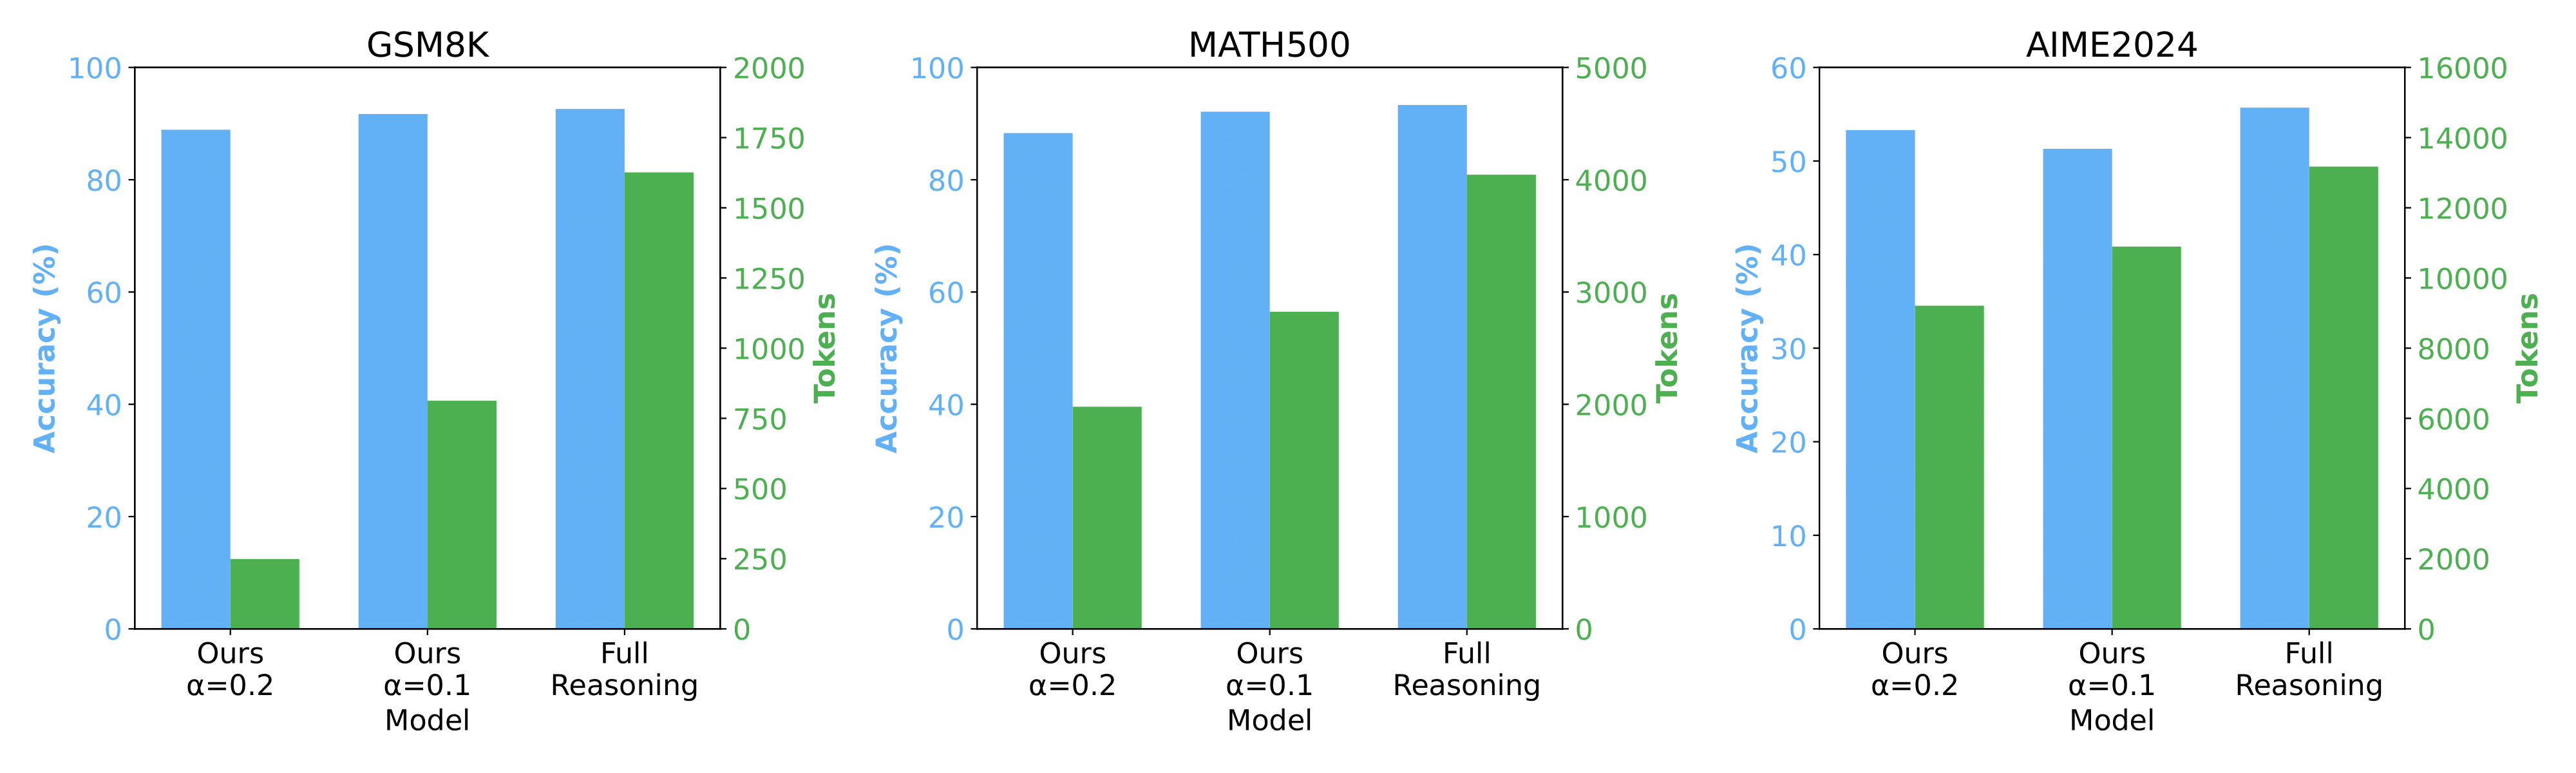 GSM8K
100
80
60
40
20
0
Accuracy (%)
2000
1750
1500
1250
1000
750
500
250
0
Tokens
Ours
α=0.2
Ours
α=0.1
Full
Reasoning
Model
MATH500
100
80
60
40
20
0
Accuracy (%)
5000
4000
3000
2000
1000
0
Tokens
Ours
α=0.2
Ours
α=0.1
Full
Reasoning
Model
AIME2024
60
50
40
30
20
10
0
Accuracy (%)
16000
14000
12000
10000
8000
6000
4000
2000
0
Tokens
Ours
α=0.2
Ours
α=0.1
Full
Reasoning
Model